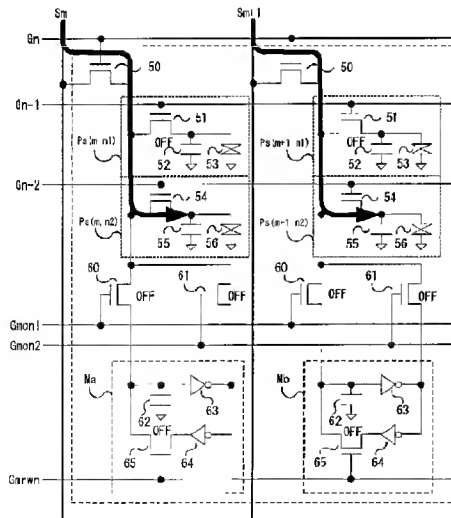 Sm Sm+1
Gn 50 50
Gn-1 51 51
OFF OFF
Ps(m n1) Ps(m+1 n1)
52 53 52 53
Gn-2 54 54
Ps(m, n2) Ps(m-1 n2)
55 56 55 56
60 61 60 61
OFF OFF OFF OFF
Gmon1
Gmon2
Ma Mb
62 63 62 63
OFF OFF
65 64 65 64
Gmrwn